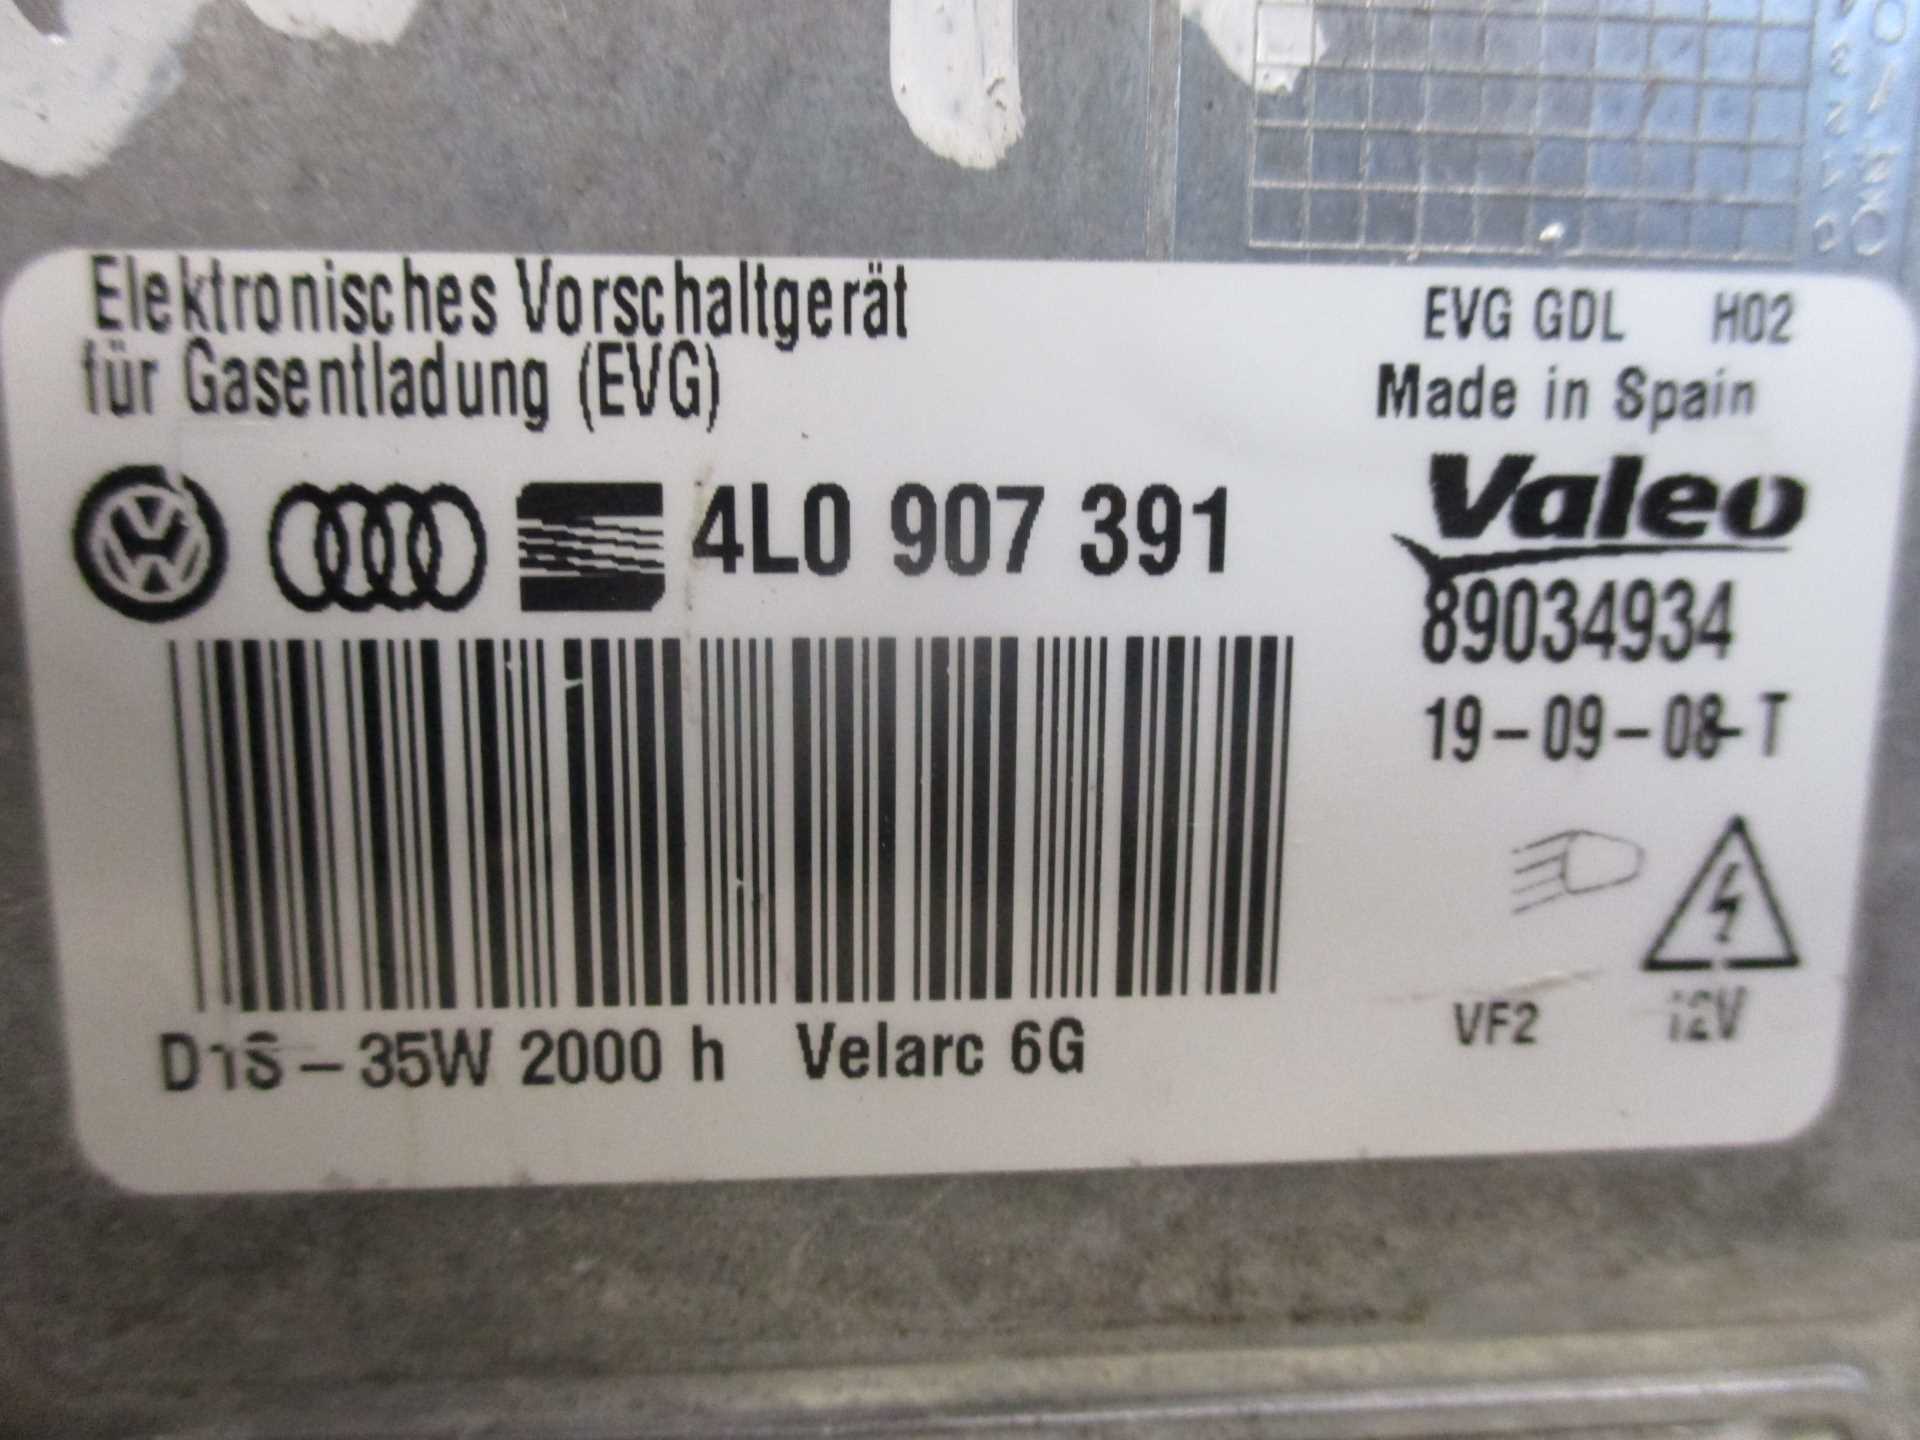 Elektronisches Vorschaltgerät
für Gasentladung (EVG)
EVG GDL H02
Made in Spain
4L0 907 391
Valeo
89034934
19-09-08-T
D1S-35W 2000 h Velarc 6G
VF2
12V